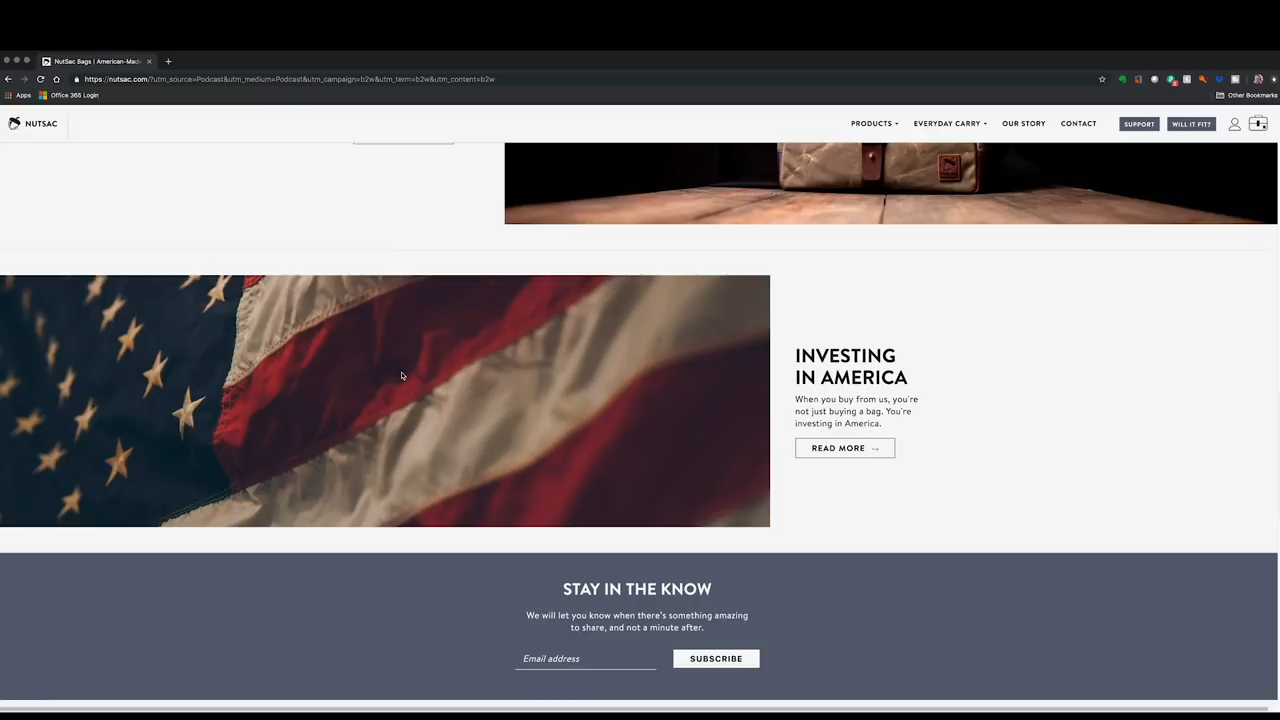 NutSac Bags | American-Made
https://nutsac.com/?utm_source=Podcast&utm_medium=Podcast&utm_campaign=b2w&utm_term=b2w&utm_content=b2w
Apps Office 365 Login Other Bookmarks
NUTSAC PRODUCTS EVERYDAY CARRY OUR STORY CONTACT SUPPORT WILL IT FIT?
INVESTING
IN AMERICA
When you buy from us, you're
not just buying a bag. You're
investing in America.
READ MORE →
STAY IN THE KNOW
We will let you know when there's something amazing
to share, and not a minute after.
Email address SUBSCRIBE